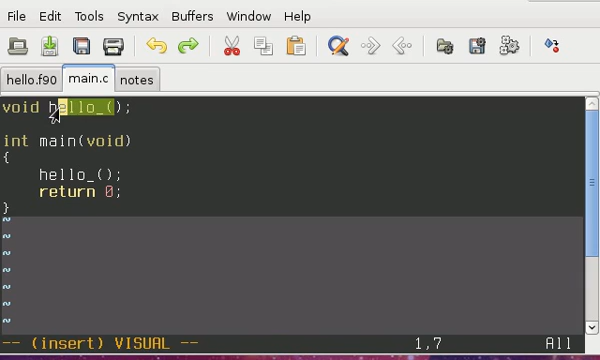 File Edit Tools Syntax Buffers Window Help
hello.f90 main.c notes
void hello_();
int main(void)
{
hello_();
return 0;
}
~
~
~
~
~
~
~
-- (insert) VISUAL -- 1,7 All